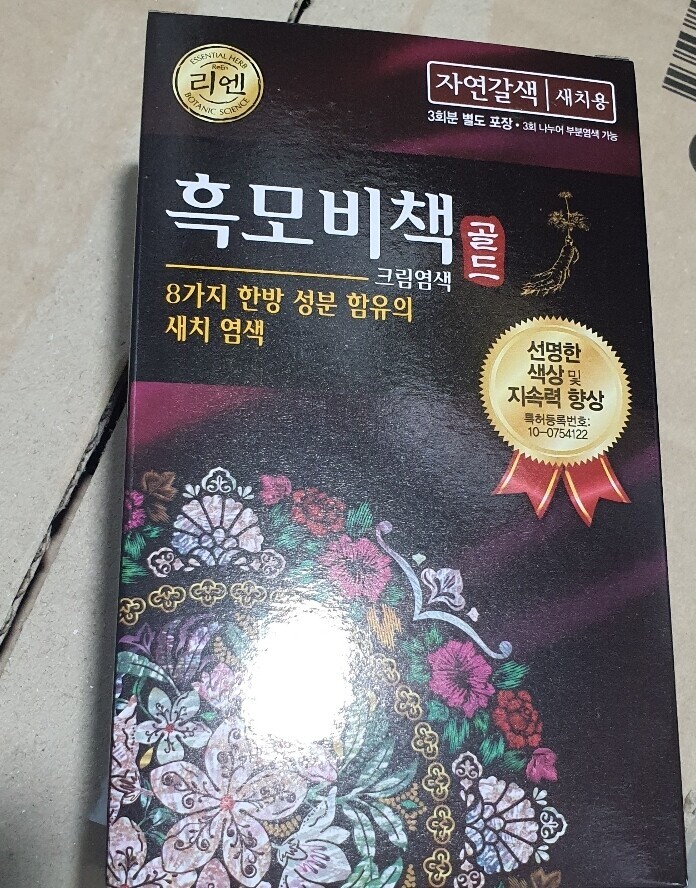 ESSENTIAL HERB
ReEn
리엔
BOTANIC SCIENCE
자연갈색 | 새치용
3회분 별도 포장 • 3회 나누어 부분염색 가능
흑모비책
골드
크림염색
8가지 한방 성분 함유의
새치 염색
선명한
색상 및
지속력 향상
특허등록번호:
10-0754122